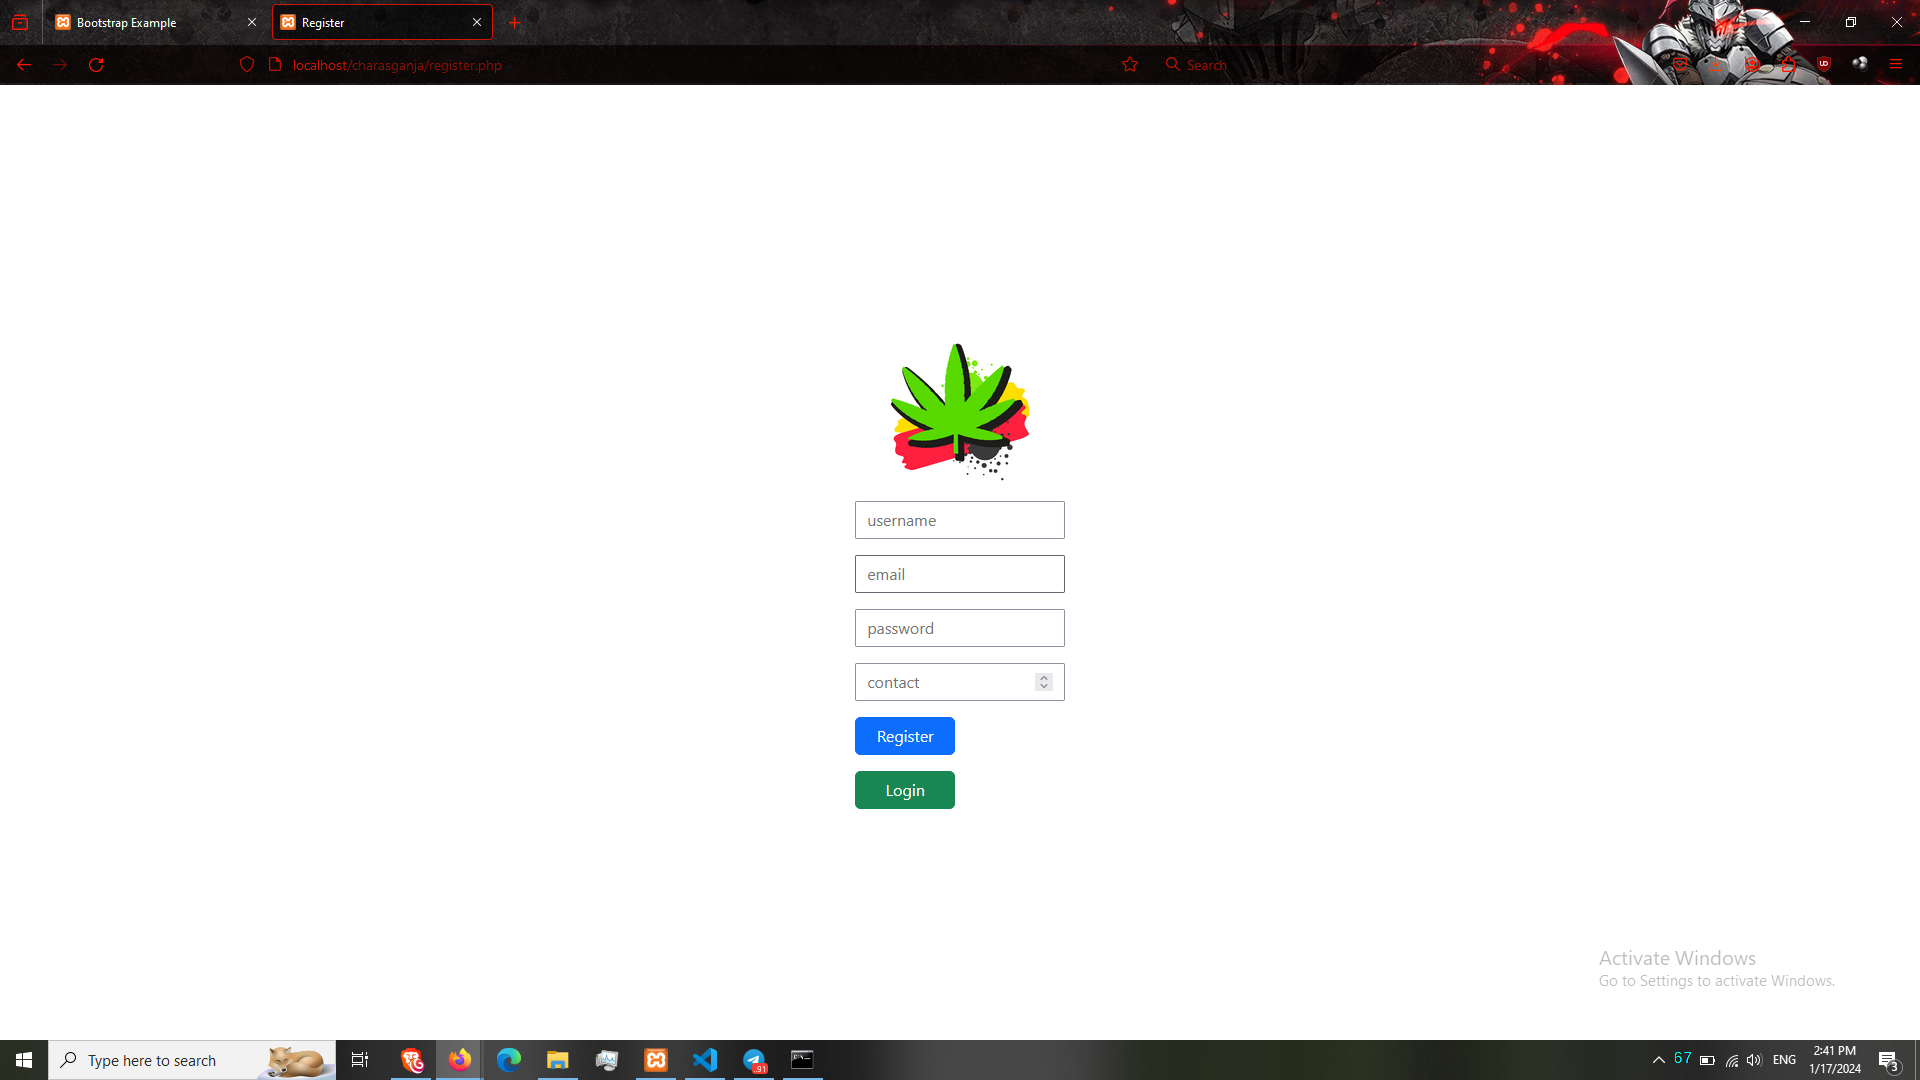 Bootstrap Example
Register
localhost/charasganja/register.php
Search
username
email
password
contact
Register
Login
Activate Windows
Go to Settings to activate Windows.
Type here to search
91
67
ENG
2:41 PM
1/17/2024
3